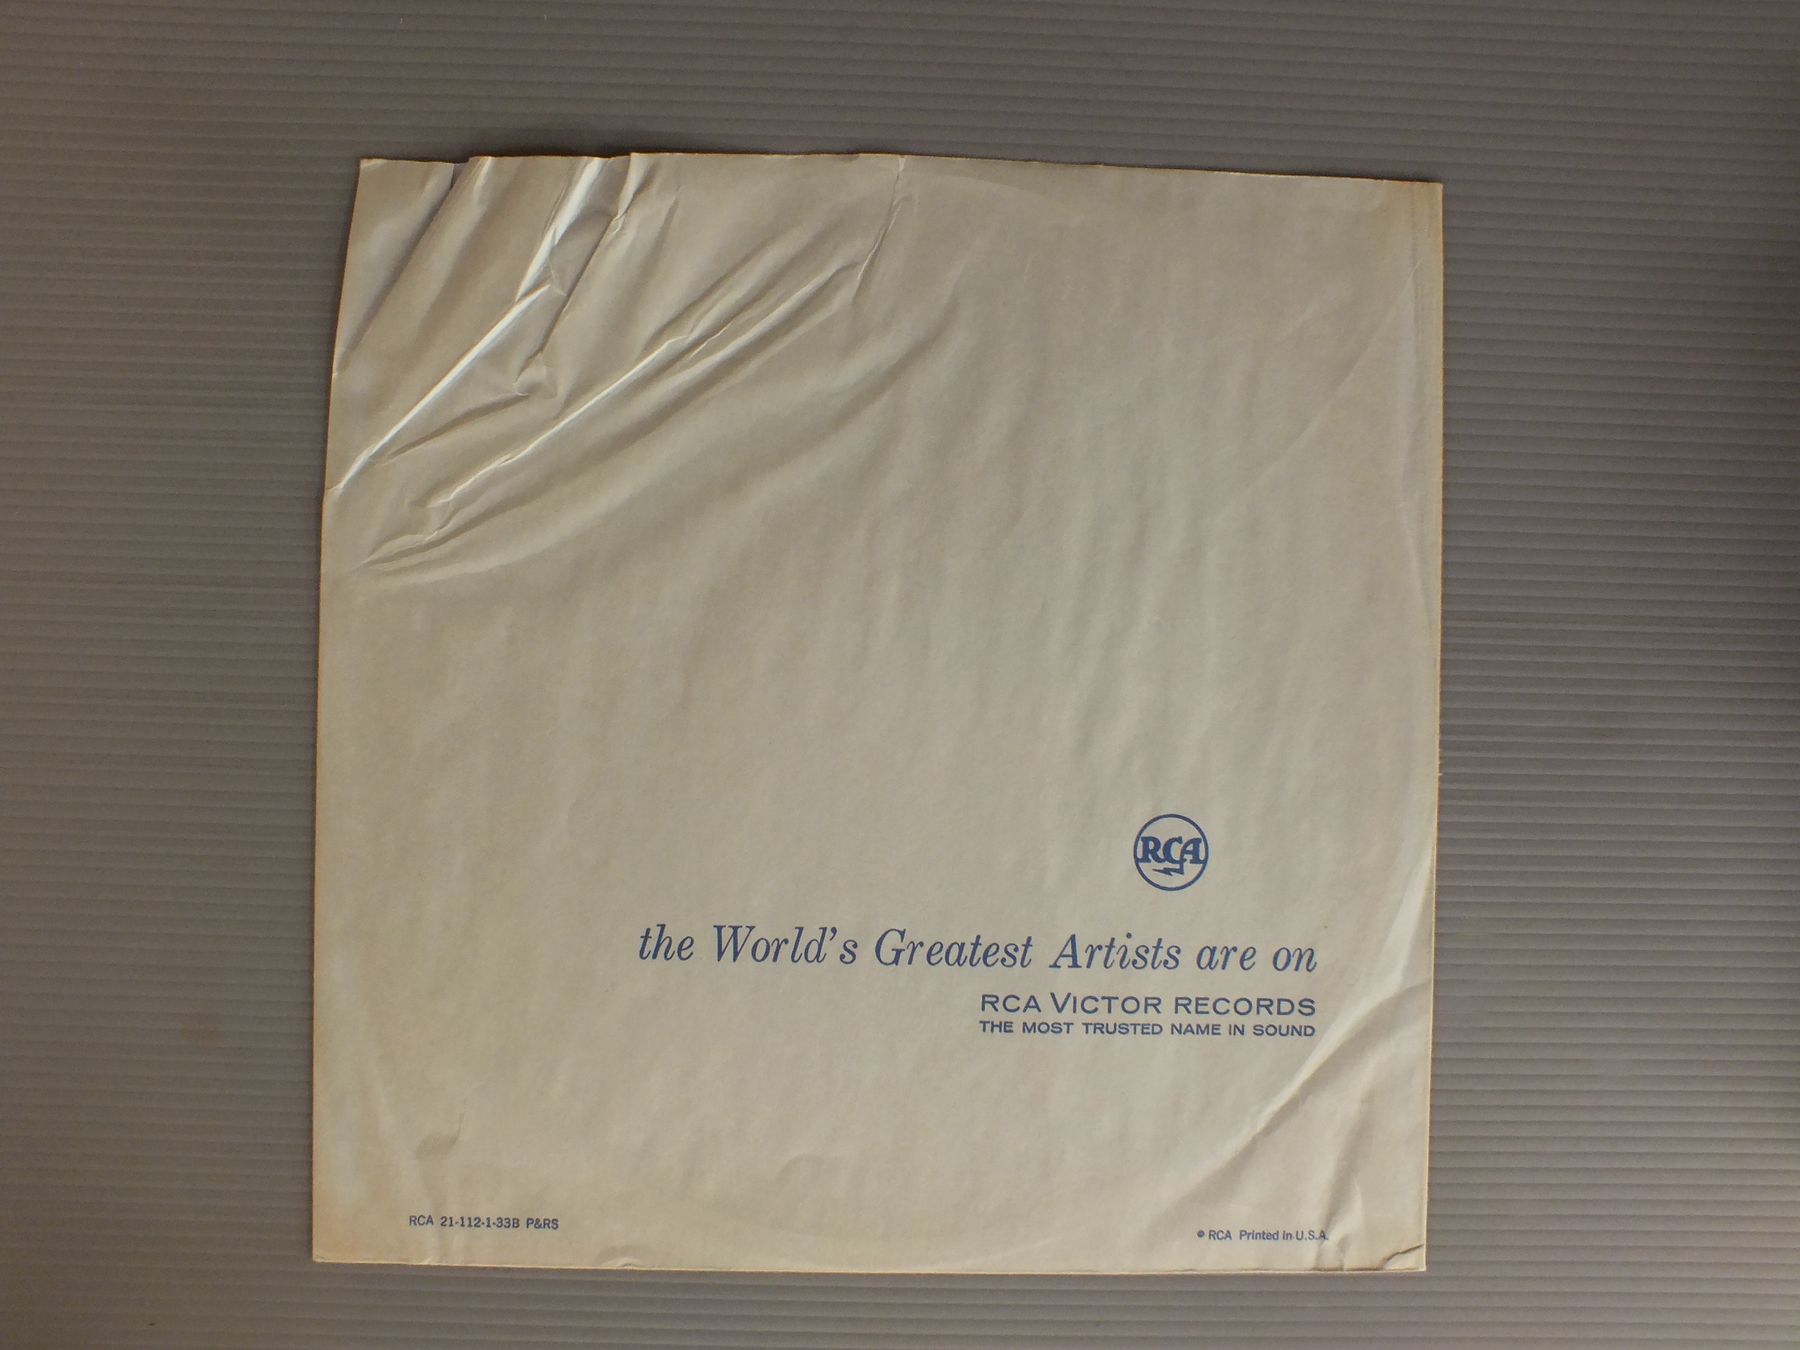 RCA
the World's Greatest Artists are on
RCA VICTOR RECORDS
THE MOST TRUSTED NAME IN SOUND
RCA 21-112-1-33B P&RS
® RCA Printed in U.S.A.